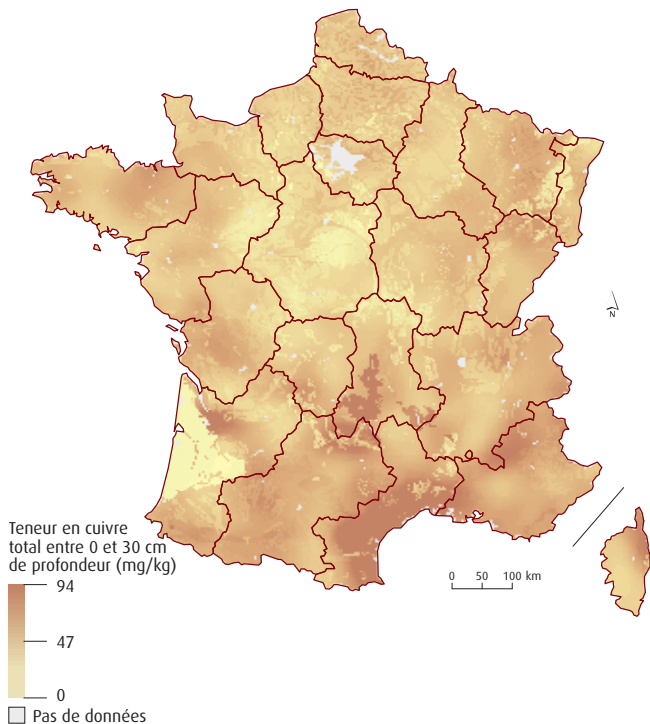 N
Teneur en cuivre
total entre 0 et 30 cm
de profondeur (mg/kg)
94
47
0
Pas de données
0 50 100 km